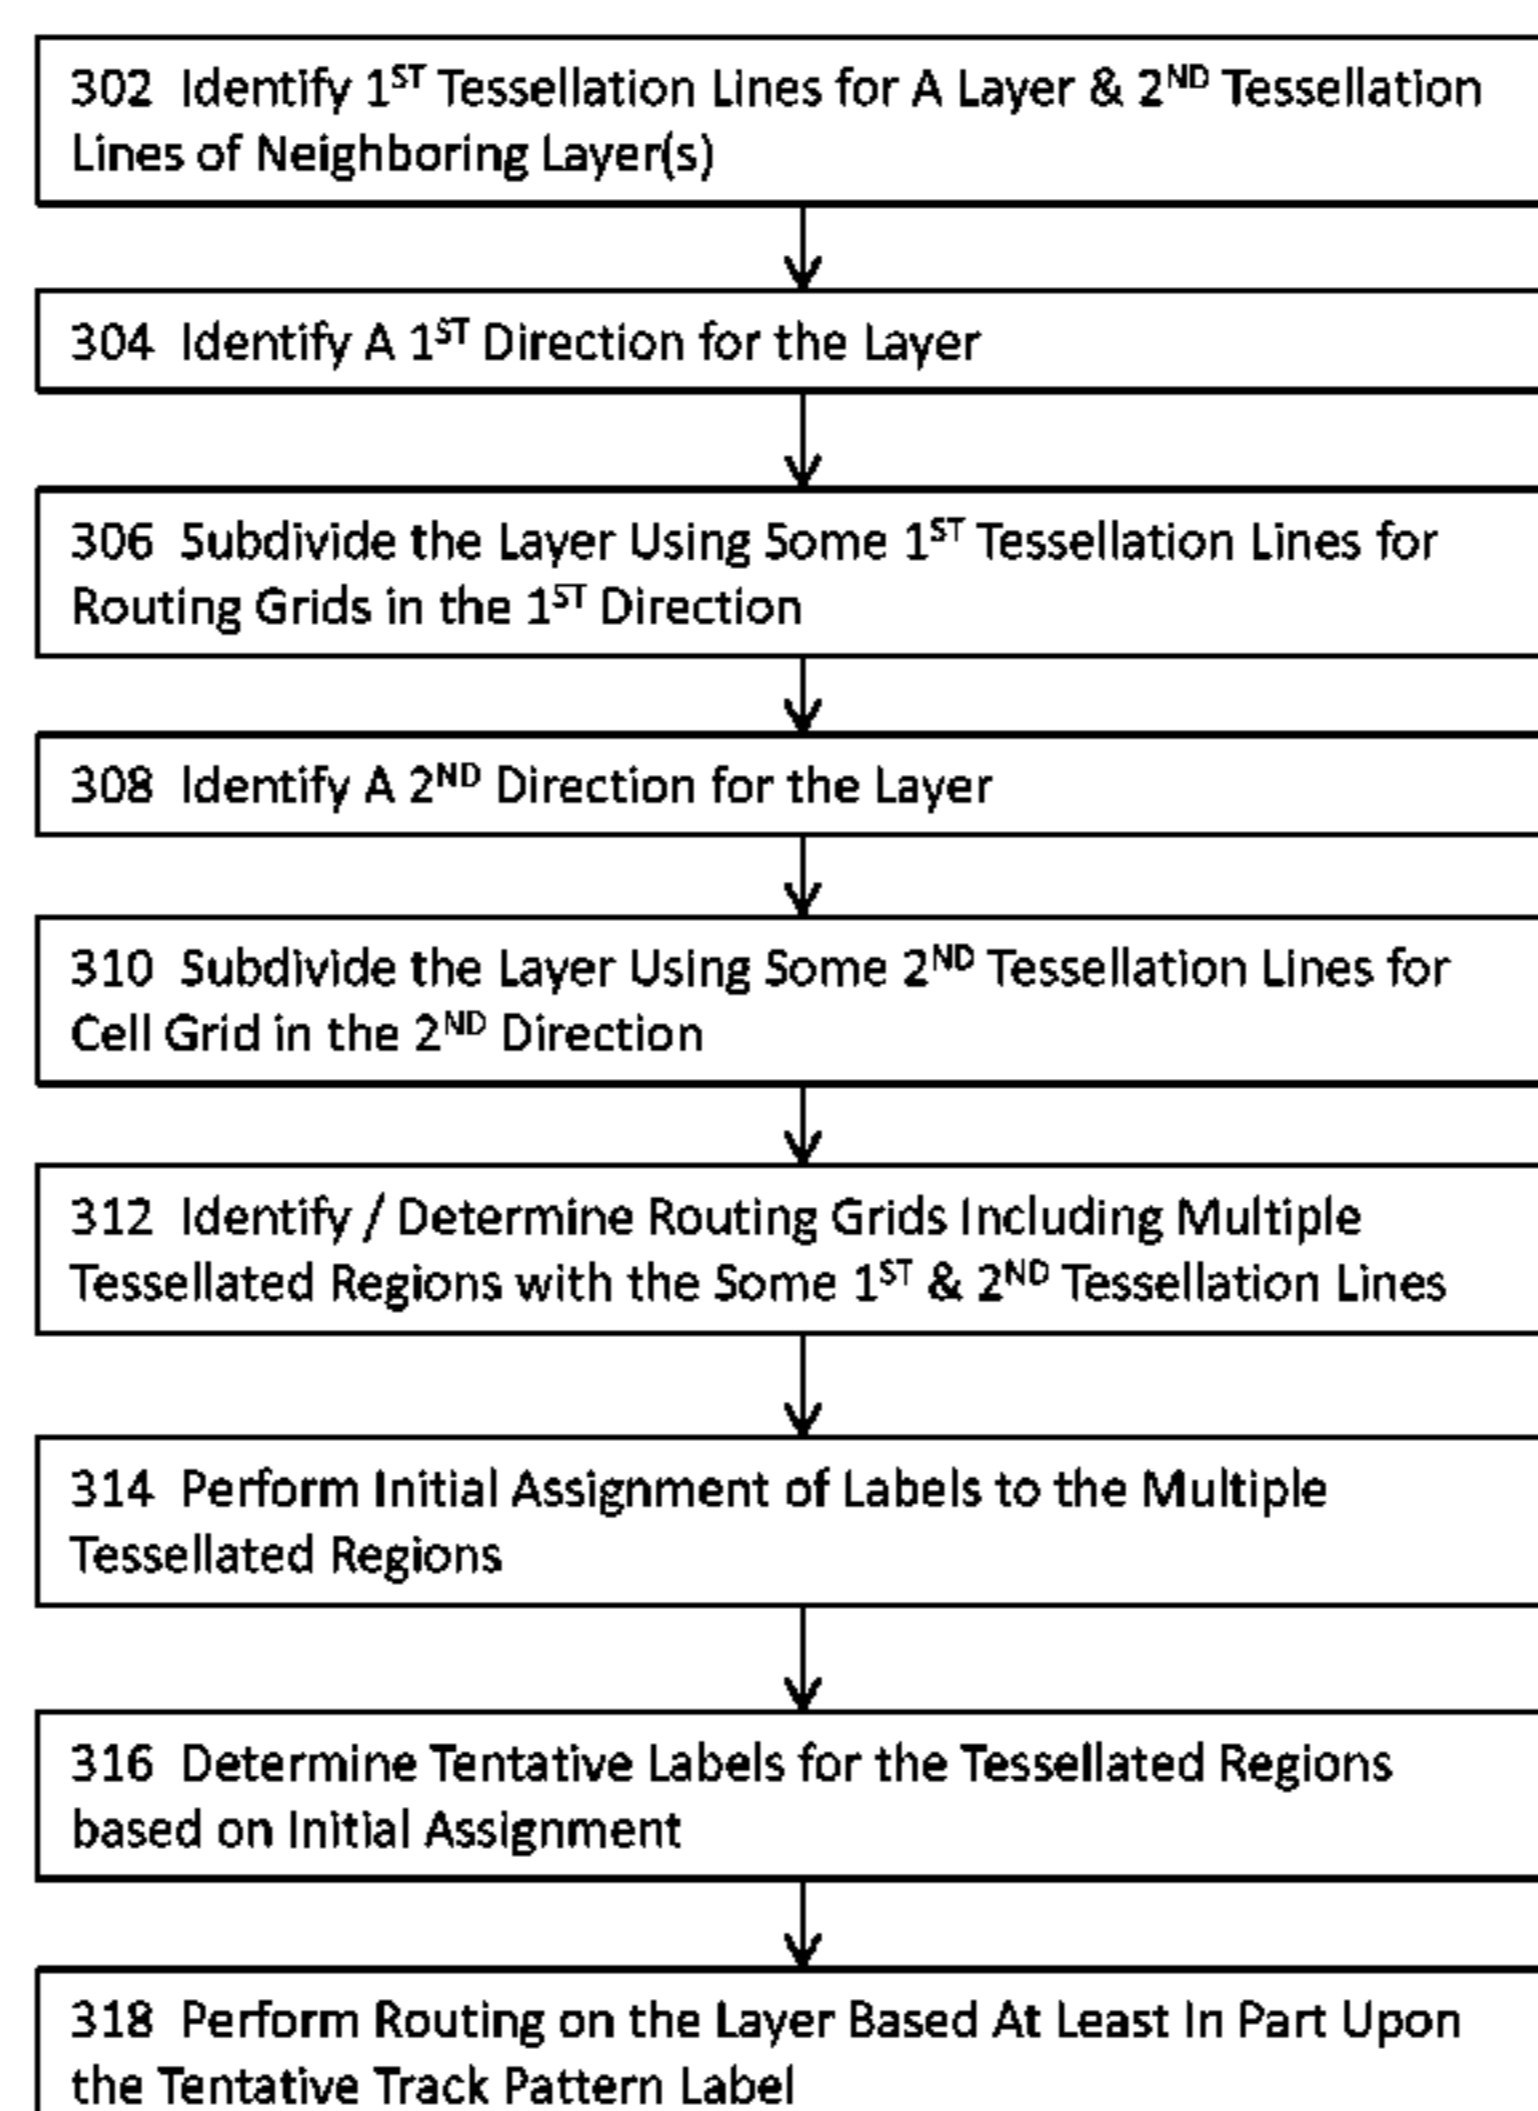 302 Identify 1ST Tessellation Lines for A Layer & 2ND Tessellation
Lines of Neighboring Layer(s)
304 Identify A 1ST Direction for the Layer
306 Subdivide the Layer Using Some 1ST Tessellation Lines for
Routing Grids in the 1ST Direction
308 Identify A 2ND Direction for the Layer
310 Subdivide the Layer Using Some 2ND Tessellation Lines for
Cell Grid in the 2ND Direction
312 Identify / Determine Routing Grids Including Multiple
Tessellated Regions with the Some 1ST & 2ND Tessellation Lines
314 Perform Initial Assignment of Labels to the Multiple
Tessellated Regions
316 Determine Tentative Labels for the Tessellated Regions
based on Initial Assignment
318 Perform Routing on the Layer Based At Least In Part Upon
the Tentative Track Pattern Label